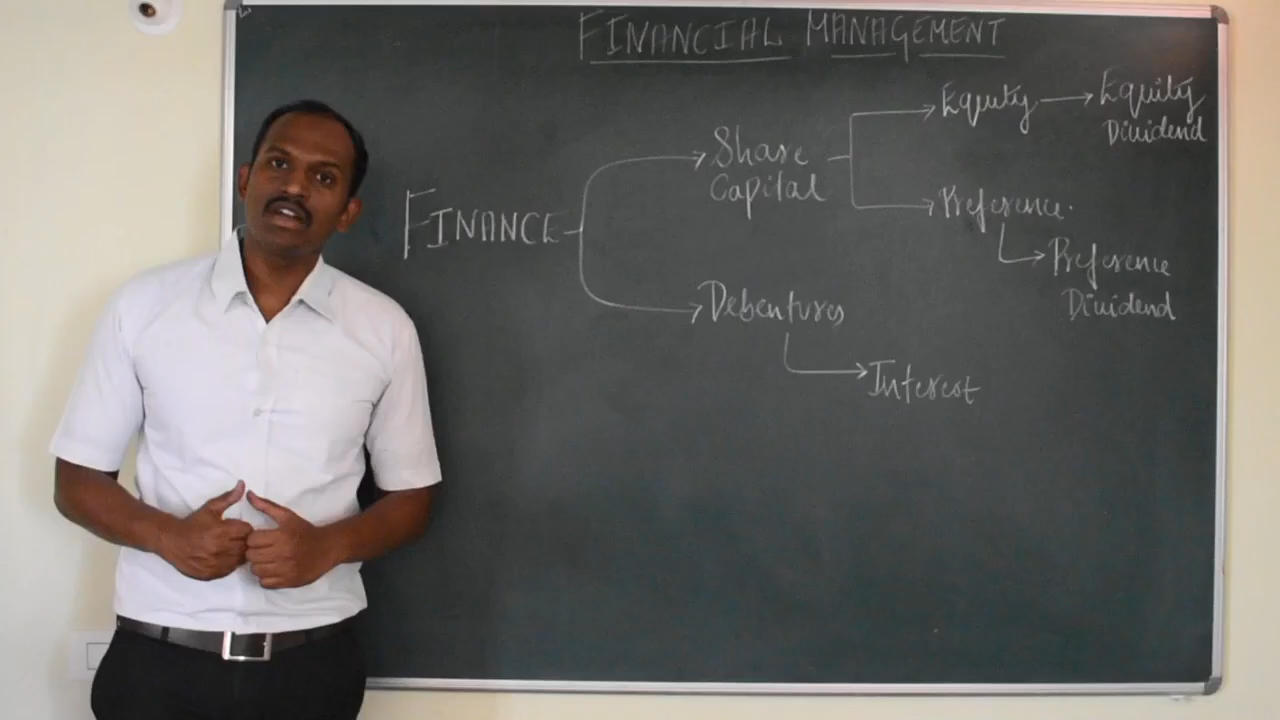 FINANCIAL MANAGEMENT
Equity
Equity
Dividend
Share
Capital
Preference
Preference
Dividend
FINANCE
Debentures
Interest